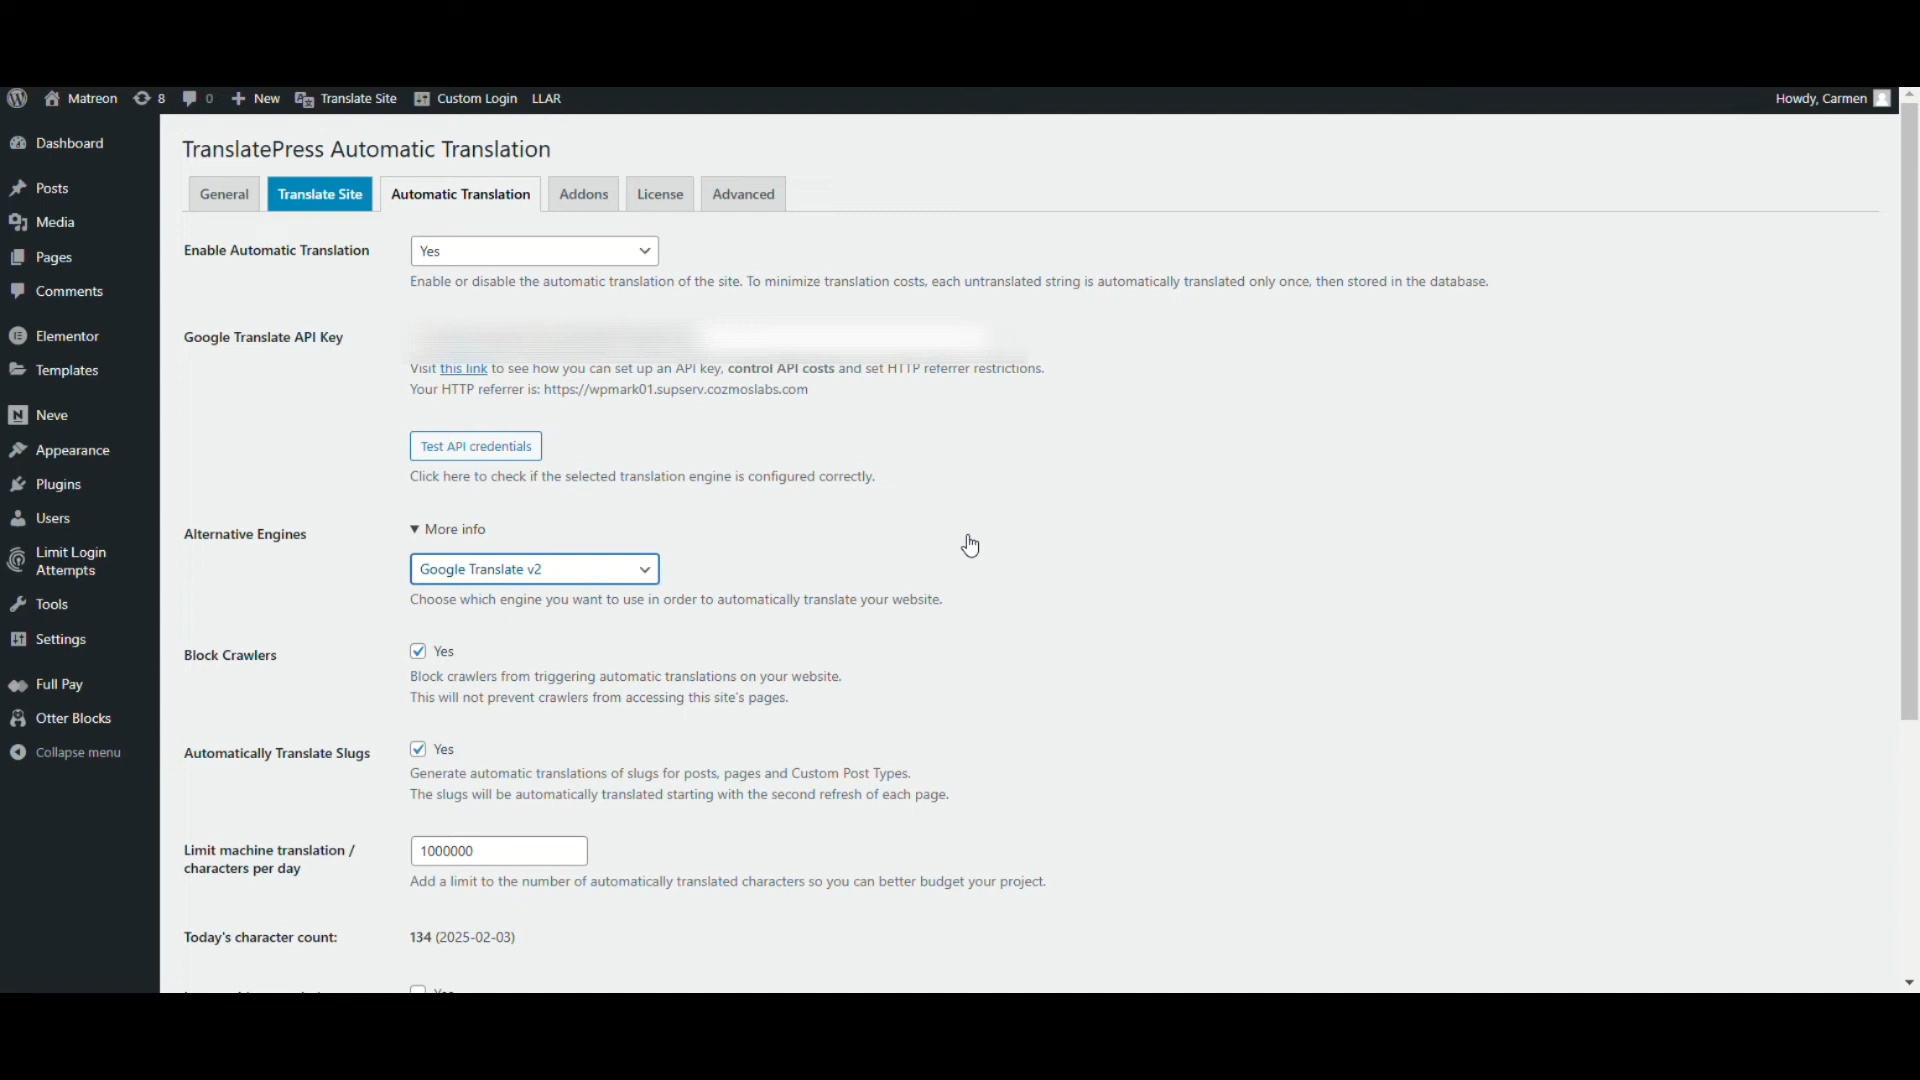 Matreon 8 0 New Translate Site Custom Login LLAR Howdy, Carmen
Dashboard
Posts
Media
Pages
Comments
Elementor
Templates
Neve
Appearance
Plugins
Users
Limit Login
Attempts
Tools
Settings
Full Pay
Otter Blocks
Collapse menu
TranslatePress Automatic Translation
General Translate Site Automatic Translation Addons License Advanced
Enable Automatic Translation Yes
Enable or disable the automatic translation of the site. To minimize translation costs, each untranslated string is automatically translated only once, then stored in the database.
Google Translate API Key
Visit this link to see how you can set up an API key, control API costs and set HTTP referrer restrictions.
Your HTTP referrer is: https://wpmark01.supserv.cozmoslabs.com
Test API credentials
Click here to check if the selected translation engine is configured correctly.
Alternative Engines ▼ More info
Google Translate v2
Choose which engine you want to use in order to automatically translate your website.
Block Crawlers Yes
Block crawlers from triggering automatic translations on your website.
This will not prevent crawlers from accessing this site's pages.
Automatically Translate Slugs Yes
Generate automatic translations of slugs for posts, pages and Custom Post Types.
The slugs will be automatically translated starting with the second refresh of each page.
Limit machine translation /
characters per day 1000000
Add a limit to the number of automatically translated characters so you can better budget your project.
Today's character count: 134 (2025-02-03)